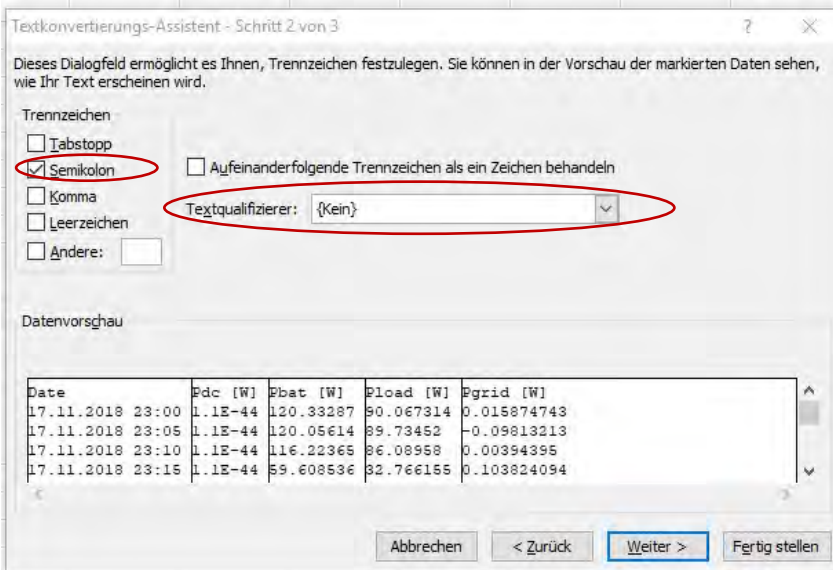 Textkonvertierungs-Assistent - Schritt 2 von 3
Dieses Dialogfeld ermöglicht es Ihnen, Trennzeichen festzulegen. Sie können in der Vorschau der markierten Daten sehen,
wie Ihr Text erscheinen wird.
Trennzeichen
Tabstopp
Semikolon
Komma
Leerzeichen
Andere:
Aufeinanderfolgende Trennzeichen als ein Zeichen behandeln
Textqualifizierer: {Kein}
Datenvorschau
Date Pdc [W] Pbat [W] Pload [W] Pgrid [W]
17.11.2018 23:00 1.1E-44 120.33287 90.067314 0.015874743
17.11.2018 23:05 1.1E-44 120.05614 89.73452 -0.09813213
17.11.2018 23:10 1.1E-44 116.22365 86.08958 0.00394395
17.11.2018 23:15 1.1E-44 59.608536 32.766155 0.103824094
Abbrechen < Zurück Weiter > Fertig stellen